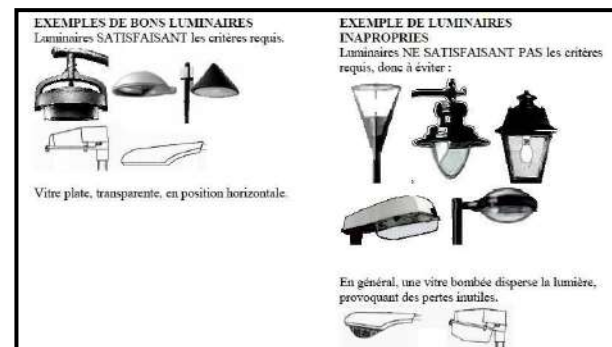 EXEMPLES DE BONS LUMINAIRES
Luminaires SATISFAISANT les critères requis.
Vitre plate, transparente, en position horizontale.
EXEMPLE DE LUMINAIRES
INAPROPRIES
Luminaires NE SATISFAISANT PAS les critères
requis, donc à éviter :
En général, une vitre bombée disperse la lumière,
provoquant des pertes inutiles.